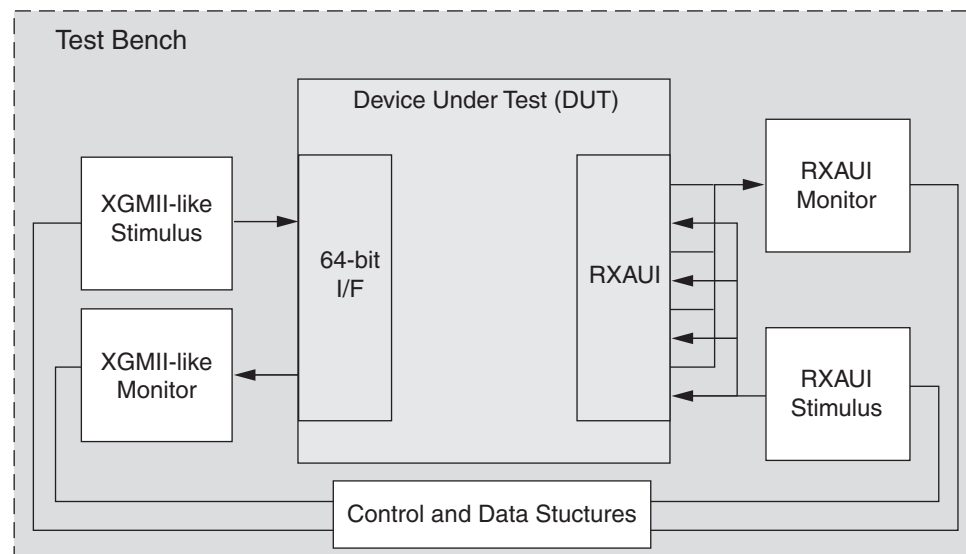 Test Bench
Device Under Test (DUT)
XGMII-like
Stimulus
64-bit
I/F
RXAUI
RXAUI
Monitor
XGMII-like
Monitor
RXAUI
Stimulus
Control and Data Stuctures